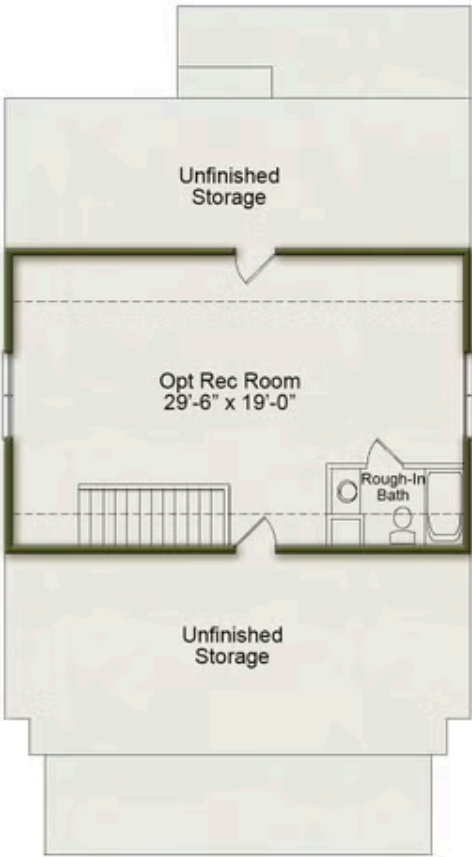 Unfinished
Storage
Opt Rec Room
29'-6" x 19'-0"
Rough-In
Bath
Unfinished
Storage